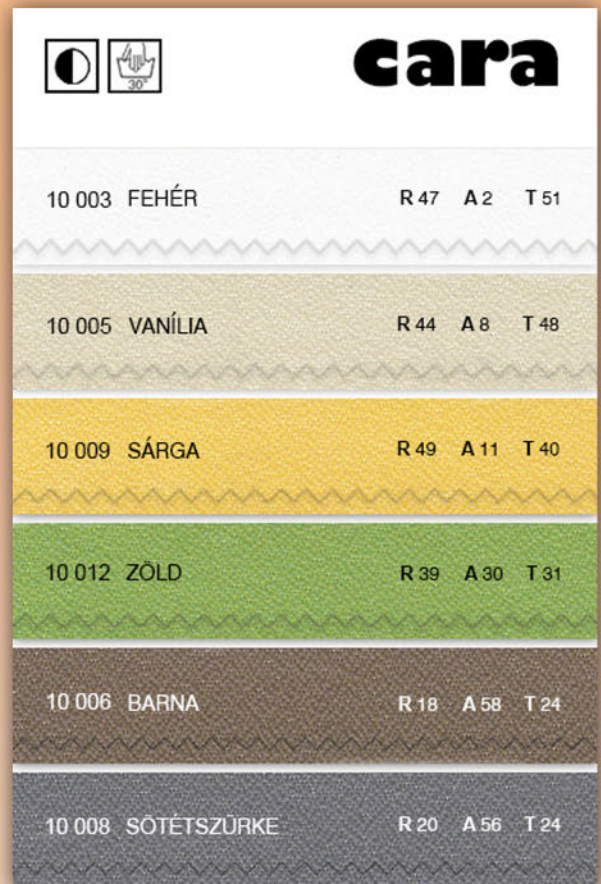 30°
cara
10 003 FEHÉR R 47 A 2 T 51
10 005 VANÍLIA R 44 A 8 T 48
10 009 SÁRGA R 49 A 11 T 40
10 012 ZÖLD R 39 A 30 T 31
10 006 BARNA R 18 A 58 T 24
10 008 SÖTÉTSZÜRKE R 20 A 56 T 24